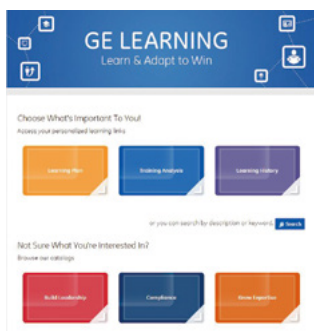 GE LEARNING
Learn & Adapt to Win
Choose What's Important To You!
Access your personalized learning links
Learning Plan
Training Analysis
Learning History
or you can search by description or keyword. Search
Not Sure What You're Interested In?
Browse our catalogs
Build Leadership
Compliance
Grow Expertise